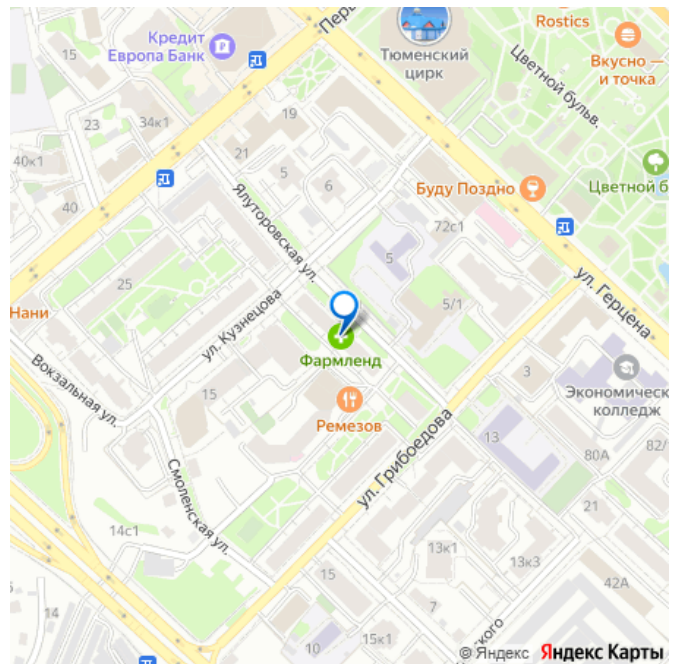 Перв
Rostics
Кредит
Европа Банк
Тюменский
цирк
Вкусно —
и точка
Цветной бульв.
15
23
34к1
19
21
40к1
5
6
Буду Поздно
Цветной б
40
Ялуторовская ул.
72с1
5
25
ул. Герцена
5/1
Нани
ул. Кузнецова
Фармленд
Вокзальная ул.
15
3
Экономическ
колледж
Ремезов
ул. Грибоедова
13
82/
80А
Смоленская ул.
21
14с1
13к1
13к3
15
42А
14
7
10
15к1
ского
© Яндекс Яндекс Карты